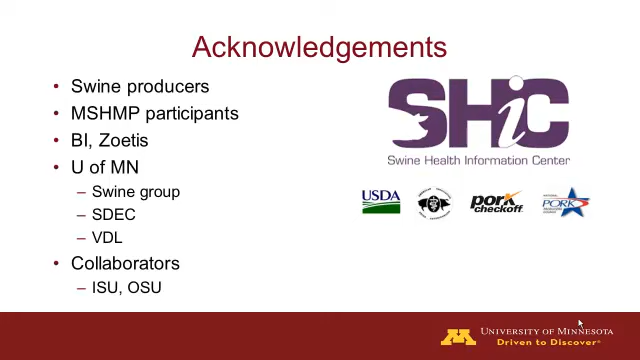 Acknowledgements
• Swine producers
• MSHMP participants
• BI, Zoetis
• U of MN
– Swine group
– SDEC
– VDL
• Collaborators
– ISU, OSU
SHiC
Swine Health Information Center
USDA
pork
checkoff
PORK
M
UNIVERSITY OF MINNESOTA
Driven to Discover®